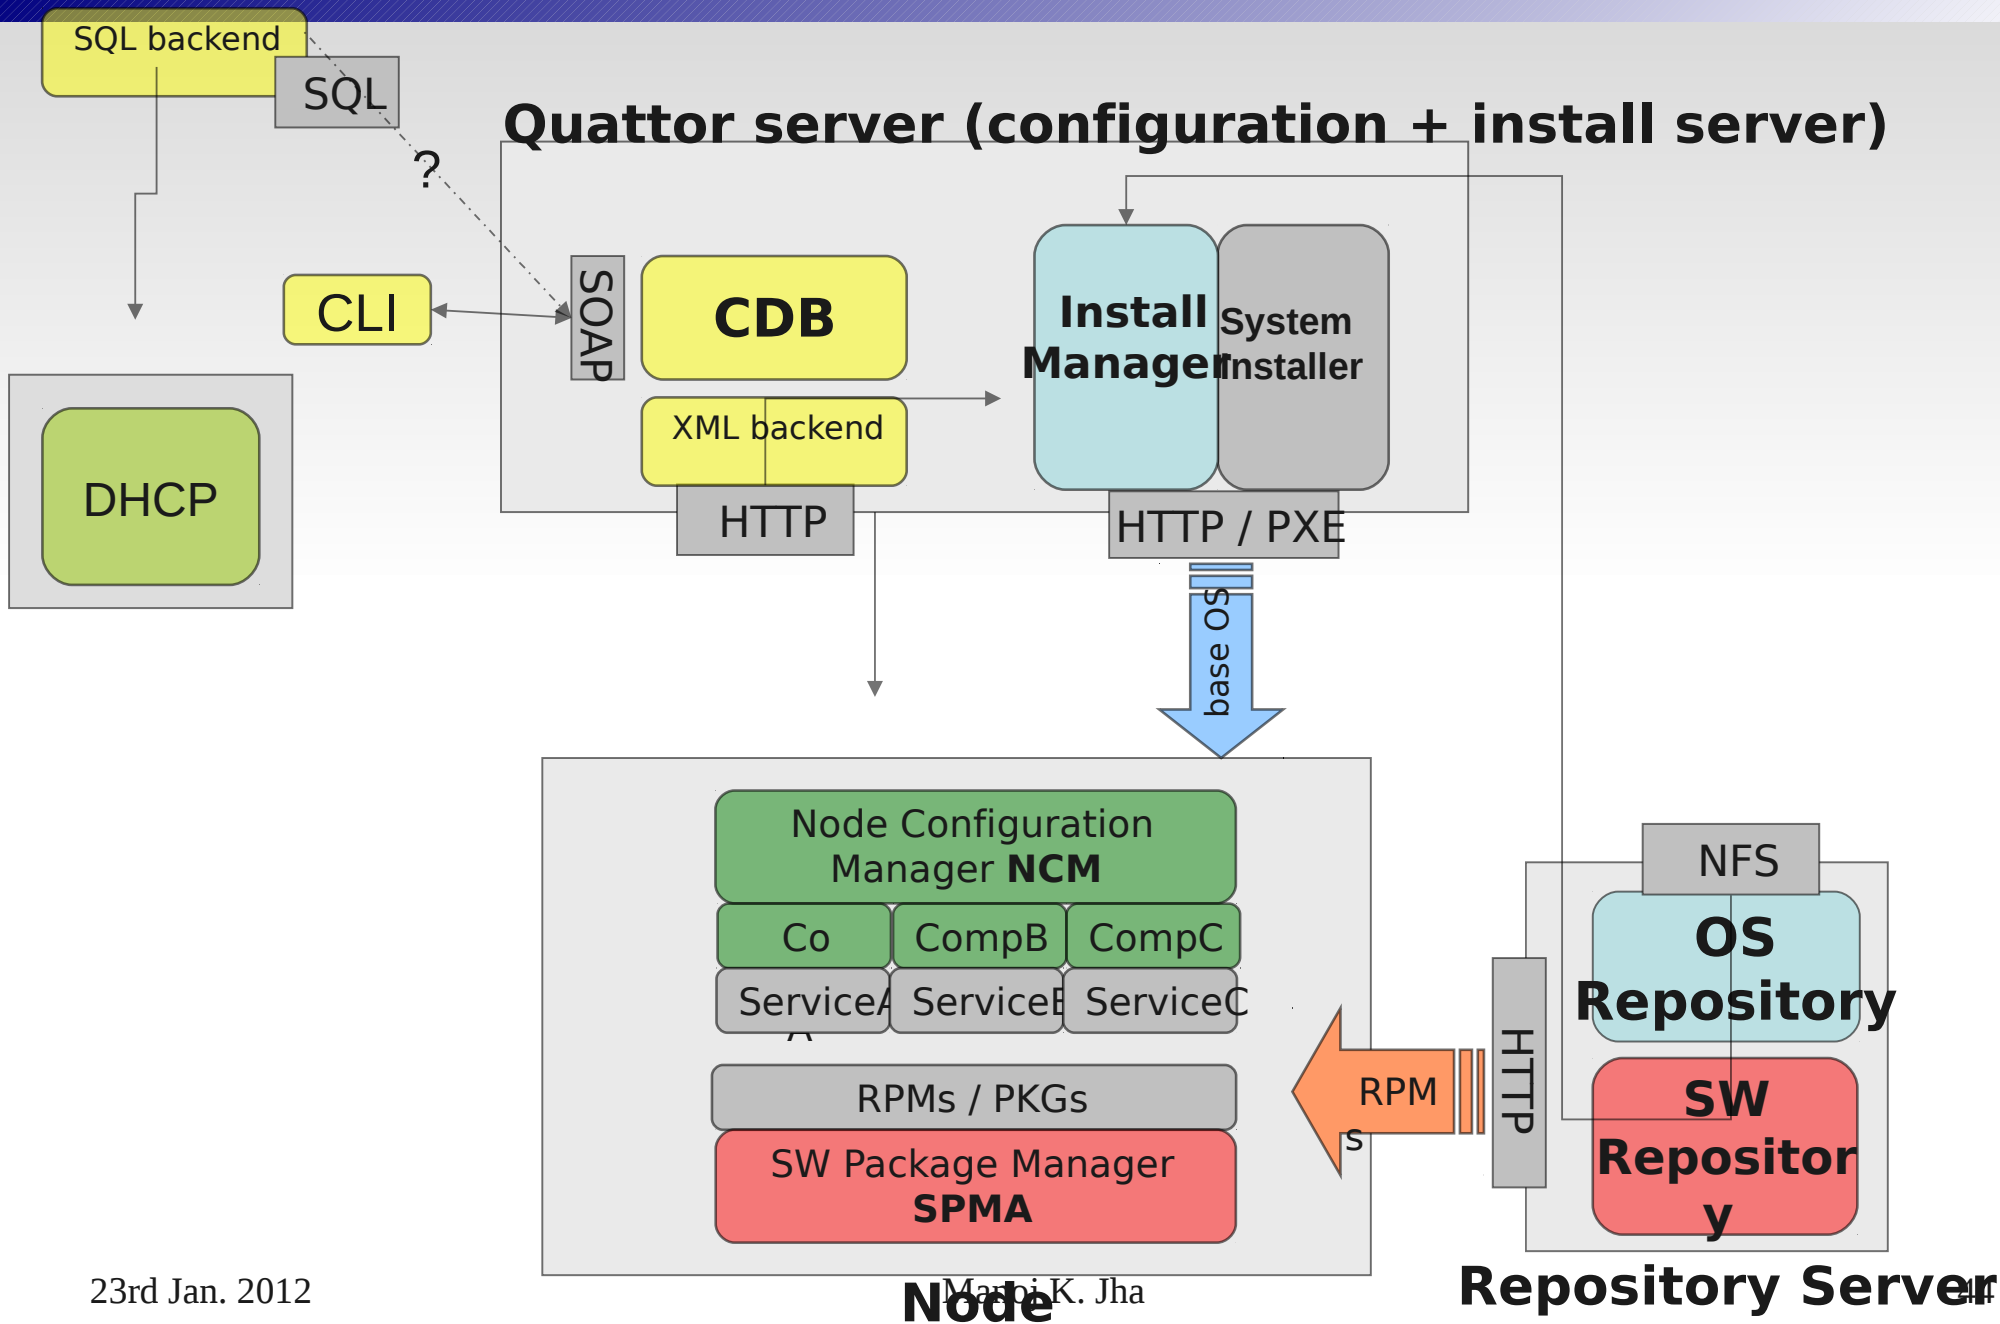 SQL backend
SQL
Quattor server (configuration + install server)
?
CLI
SOAP
CDB
Install
Manager
System
Installer
XML backend
HTTP
HTTP / PXE
DHCP
base OS
Node Configuration
Manager NCM
Co
CompB
CompC
ServiceA
ServiceB
ServiceC
A
RPMs / PKGs
SW Package Manager
SPMA
RPM
s
HTTP
NFS
OS
Repository
SW
Repositor
y
23rd Jan. 2012
Manoj K. Jha
Node
Repository Server
44